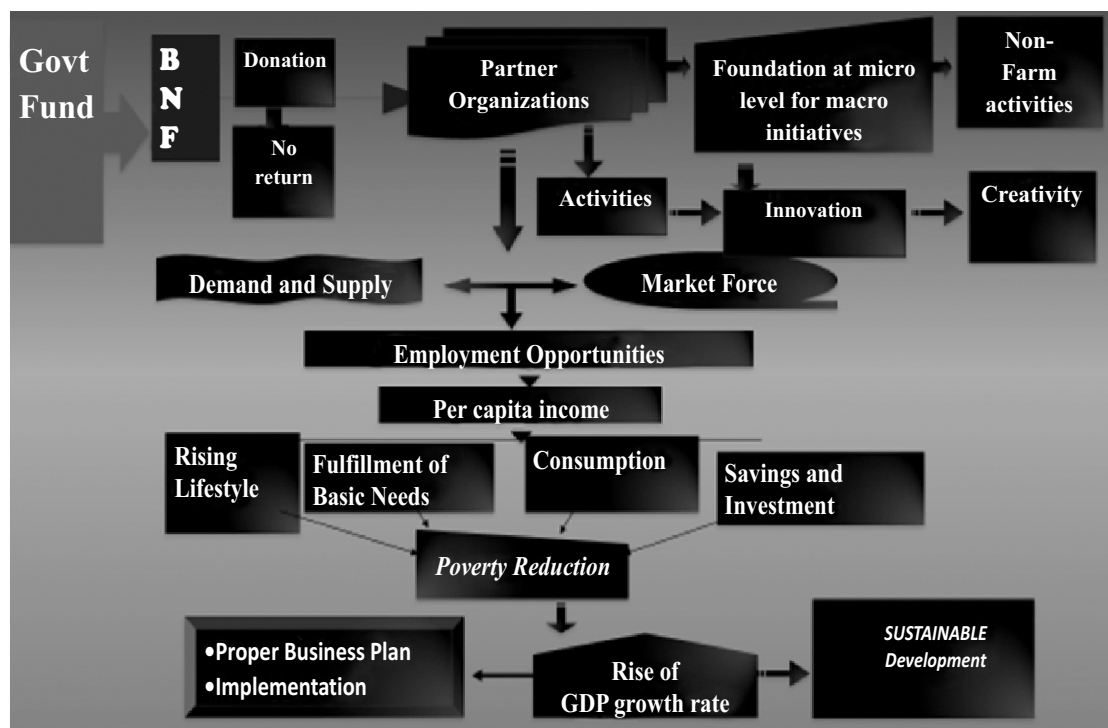 Govt
Fund
B
N
F
Donation
No
return
Partner
Organizations
Foundation at micro
level for macro
initiatives
Non-
Farm
activities
Activities
Innovation
Creativity
Demand and Supply
Market Force
Employment Opportunities
Per capita income
Rising
Lifestyle
Fulfillment of
Basic Needs
Consumption
Savings and
Investment
Poverty Reduction
•Proper Business Plan
•Implementation
Rise of
GDP growth rate
SUSTAINABLE
Development